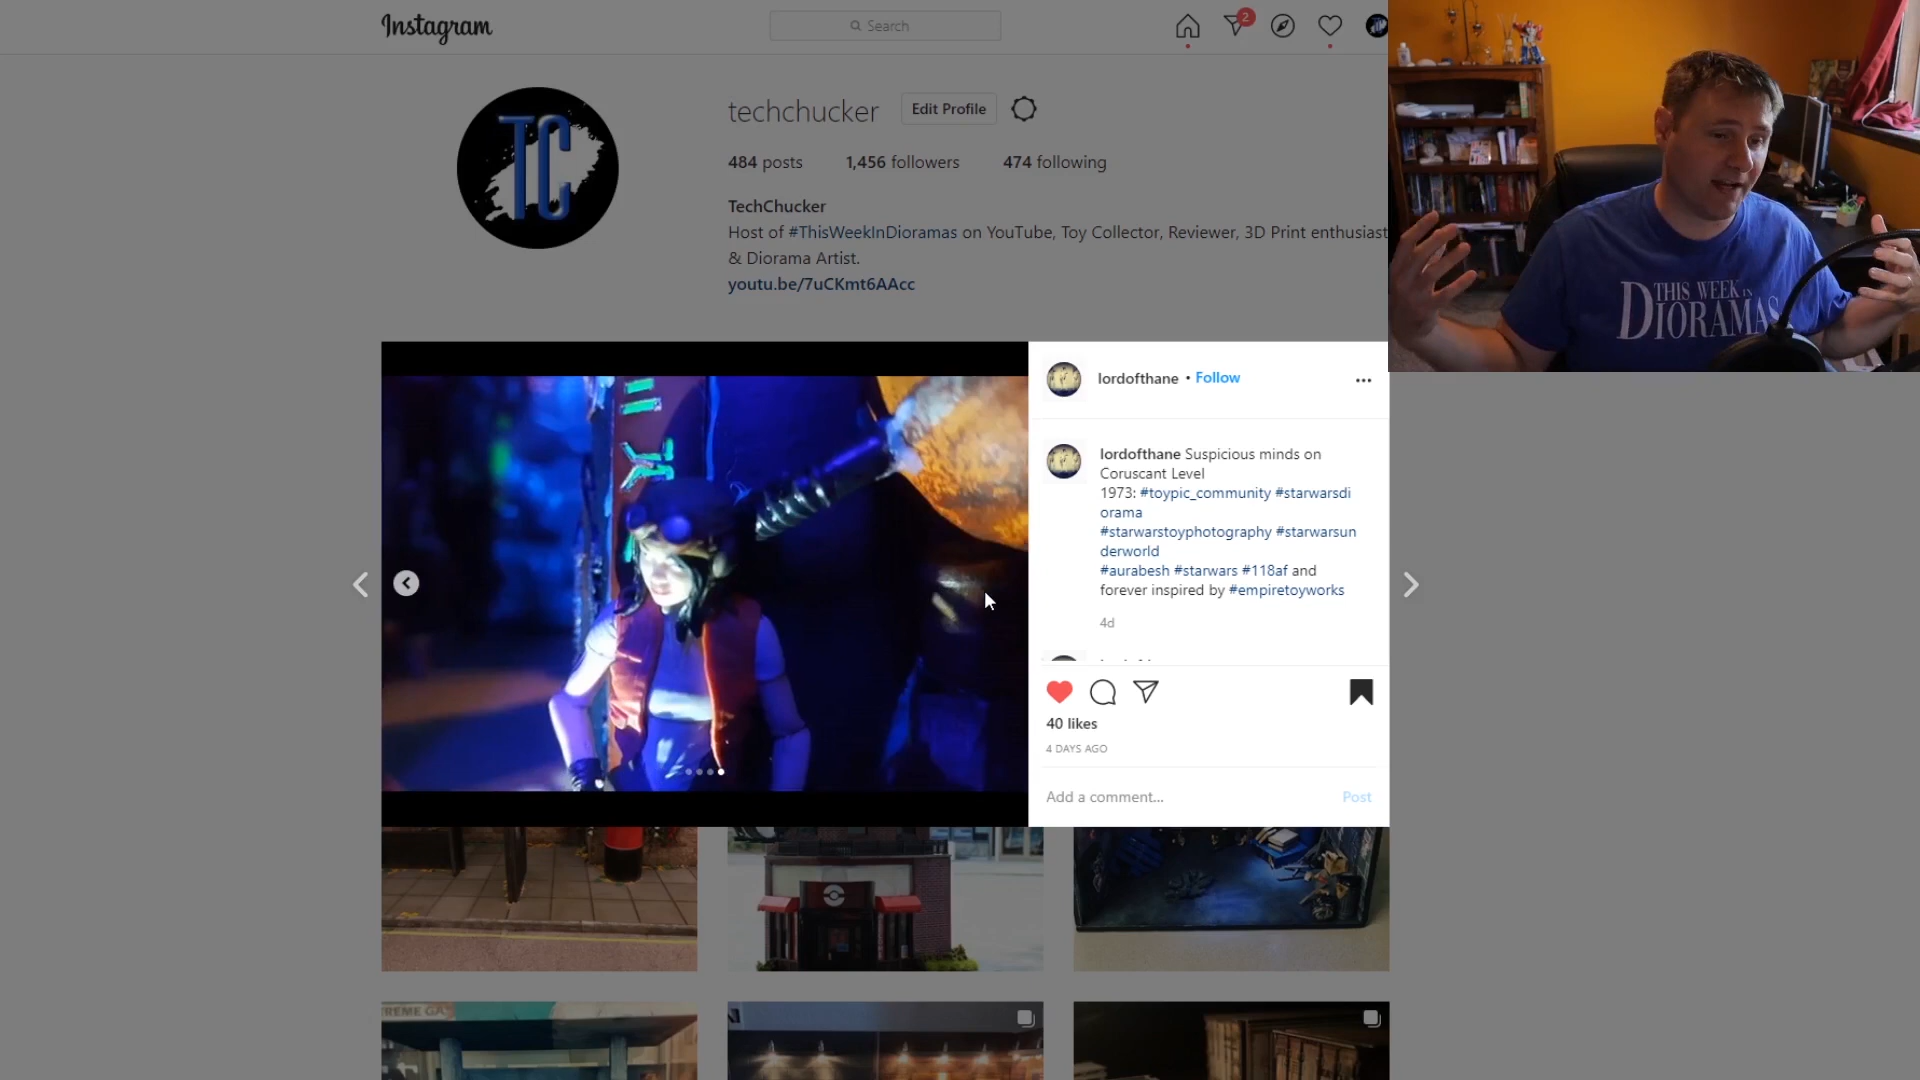 Instagram
Search
2
TC
techchucker
Edit Profile
484 posts
1,456 followers
474 following
TechChucker
Host of #ThisWeekInDioramas on YouTube, Toy Collector, Reviewer, 3D Print enthusiast
& Diorama Artist.
youtu.be/7uCKmt6AAcc
THIS WEEK IN
DIORAMAS
lordofthane • Follow
lordofthane Suspicious minds on
Coruscant Level
1973: #toypic_community #starwarsdi
orama
#starwarstoyphotography #starwarsun
derworld
#aurabesh #starwars #118af and
forever inspired by #empiretoyworks
4d
40 likes
4 DAYS AGO
Add a comment...
Post